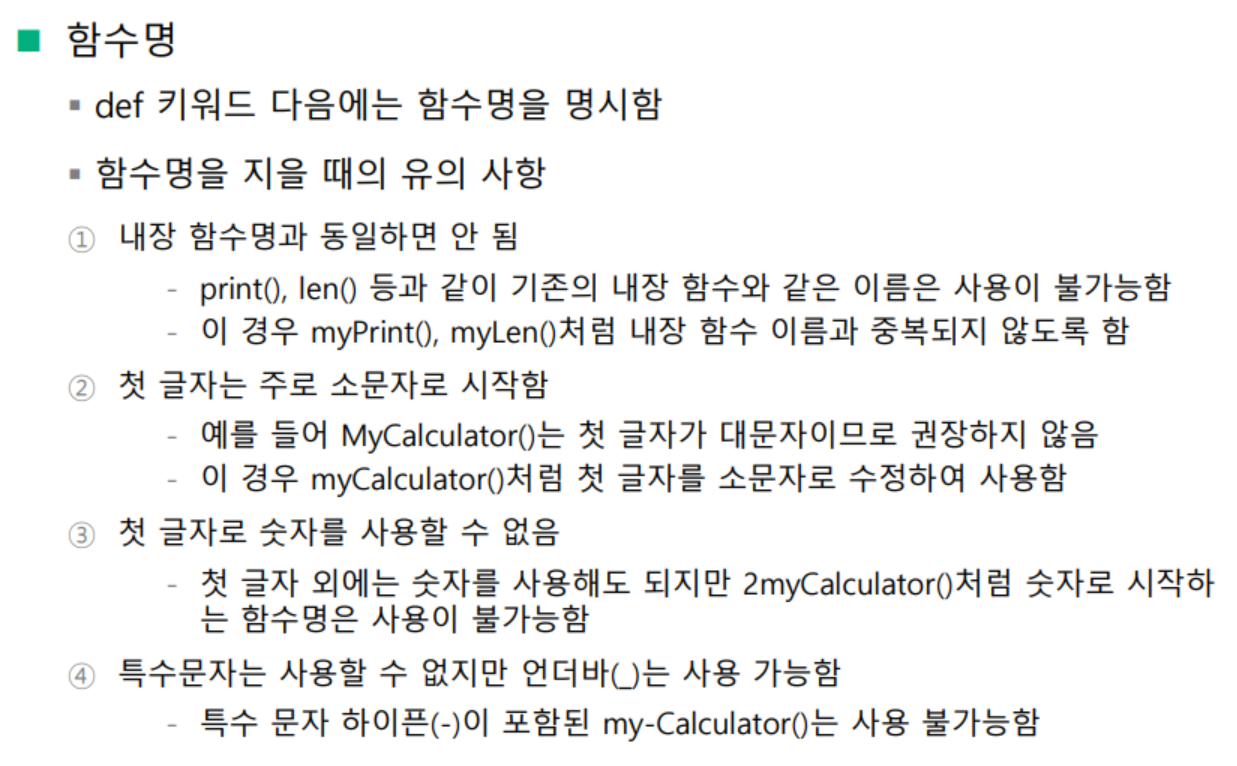 함수명
def 키워드 다음에는 함수명을 명시함
함수명을 지을 때의 유의 사항
① 내장 함수명과 동일하면 안 됨
- print(), len() 등과 같이 기존의 내장 함수와 같은 이름은 사용이 불가능함
- 이 경우 myPrint(), myLen()처럼 내장 함수 이름과 중복되지 않도록 함
② 첫 글자는 주로 소문자로 시작함
- 예를 들어 MyCalculator()는 첫 글자가 대문자이므로 권장하지 않음
- 이 경우 myCalculator()처럼 첫 글자를 소문자로 수정하여 사용함
③ 첫 글자로 숫자를 사용할 수 없음
- 첫 글자 외에는 숫자를 사용해도 되지만 2myCalculator()처럼 숫자로 시작하
는 함수명은 사용이 불가능함
④ 특수문자는 사용할 수 없지만 언더바(_)는 사용 가능함
- 특수 문자 하이픈(-)이 포함된 my-Calculator()는 사용 불가능함